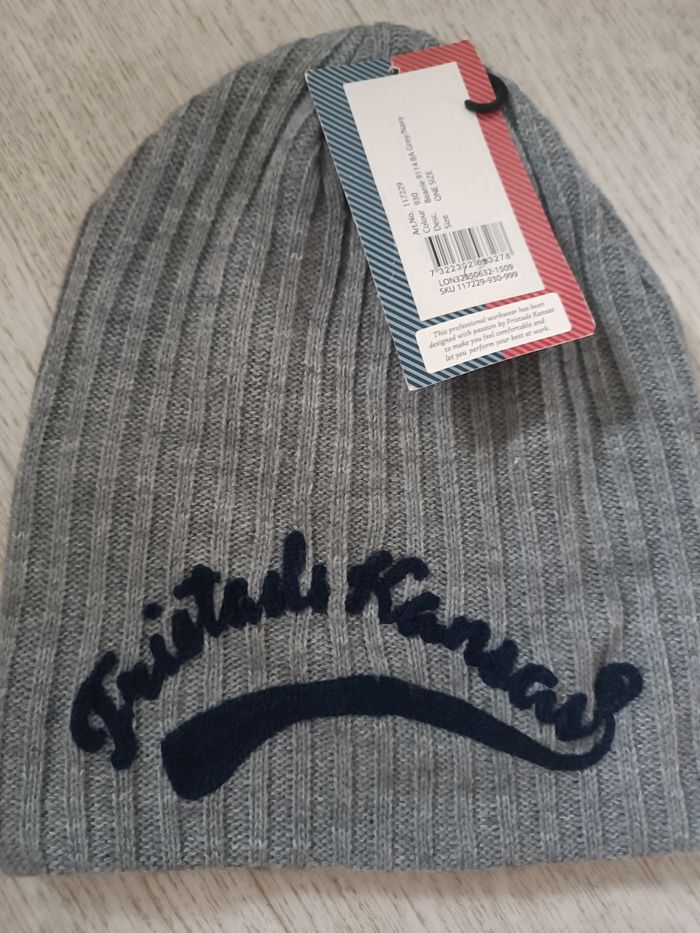 Art.No. 117229
Colour 930
Desc. Beanie 9114 BA Grey/Navy
Size ONE SIZE
LON32350632-1509
SKU 117229-930-999
This professional workwear has been
designed with passion by Fristads Kansas
to make you feel comfortable and
let you perform your best at work.
Fristads Kansas